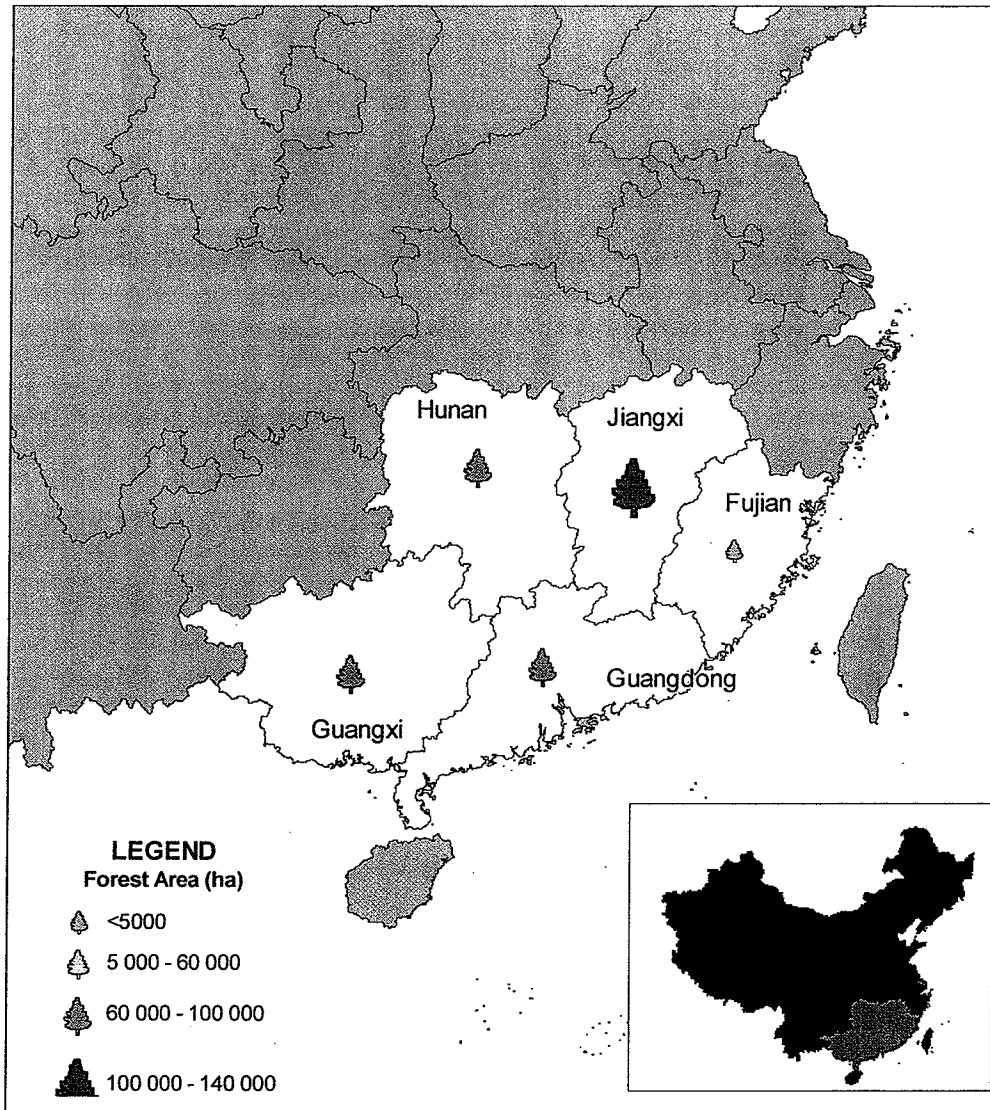 Hunan
Jiangxi
Fujian
Guangdong
Guangxi
LEGEND
Forest Area (ha)
<5000
5 000 - 60 000
60 000 - 100 000
100 000 - 140 000